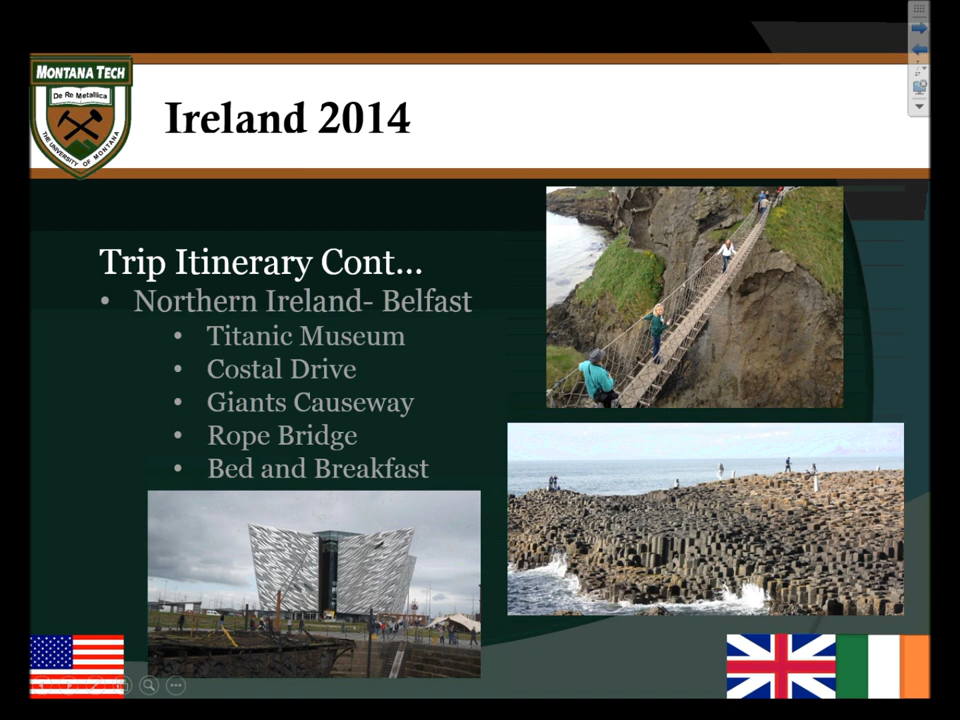 MONTANA TECH
De Re Metallica
THE UNIVERSITY OF MONTANA
Ireland 2014
Trip Itinerary Cont...
• Northern Ireland- Belfast
• Titanic Museum
• Costal Drive
• Giants Causeway
• Rope Bridge
• Bed and Breakfast